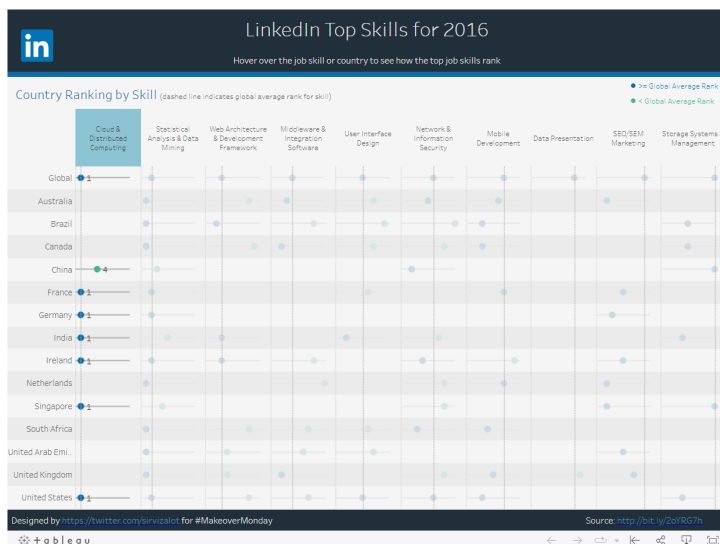 in
LinkedIn Top Skills for 2016
Hover over the job skill or country to see how the top job skills rank
Country Ranking by Skill (dashed line indicates global average rank for skill)
>= Global Average Rank
< Global Average Rank
Cloud &
Distributed
Computing
Statistical
Analysis & Data
Mining
Web Architecture
& Development
Framework
Middleware &
Integration
Software
User Interface
Design
Network &
Information
Security
Mobile
Development
Data Presentation
SEO/SEM
Marketing
Storage Systems
Management
Global 1
Australia
Brazil
Canada
China 4
France 1
Germany 1
India 1
Ireland 1
Netherlands
Singapore 1
South Africa
United Arab Emi..
United Kingdom
United States 1
Designed by https://twitter.com/sirvizalot for #MakeoverMonday
Source: http://bit.ly/2oYRG7h
+ableau